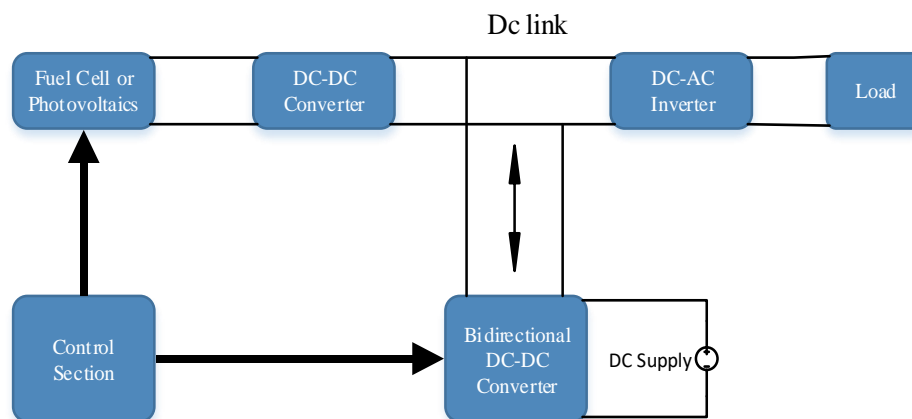 Dc link
Fuel Cell or
Photovoltaics
DC-DC
Converter
DC-AC
Inverter
Load
Control
Section
Bidirectional
DC-DC
Converter
DC Supply